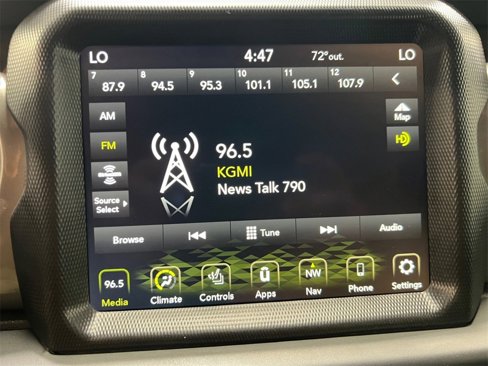 LO 4:47 72°out. LO
7 8 9 10 11 12
87.9 94.5 95.3 101.1 105.1 107.9
AM
Map
FM
HD
96.5
KGMI
News Talk 790
Source
Select
Browse Tune Audio
96.5 NW
Media Climate Controls Apps Nav Phone Settings